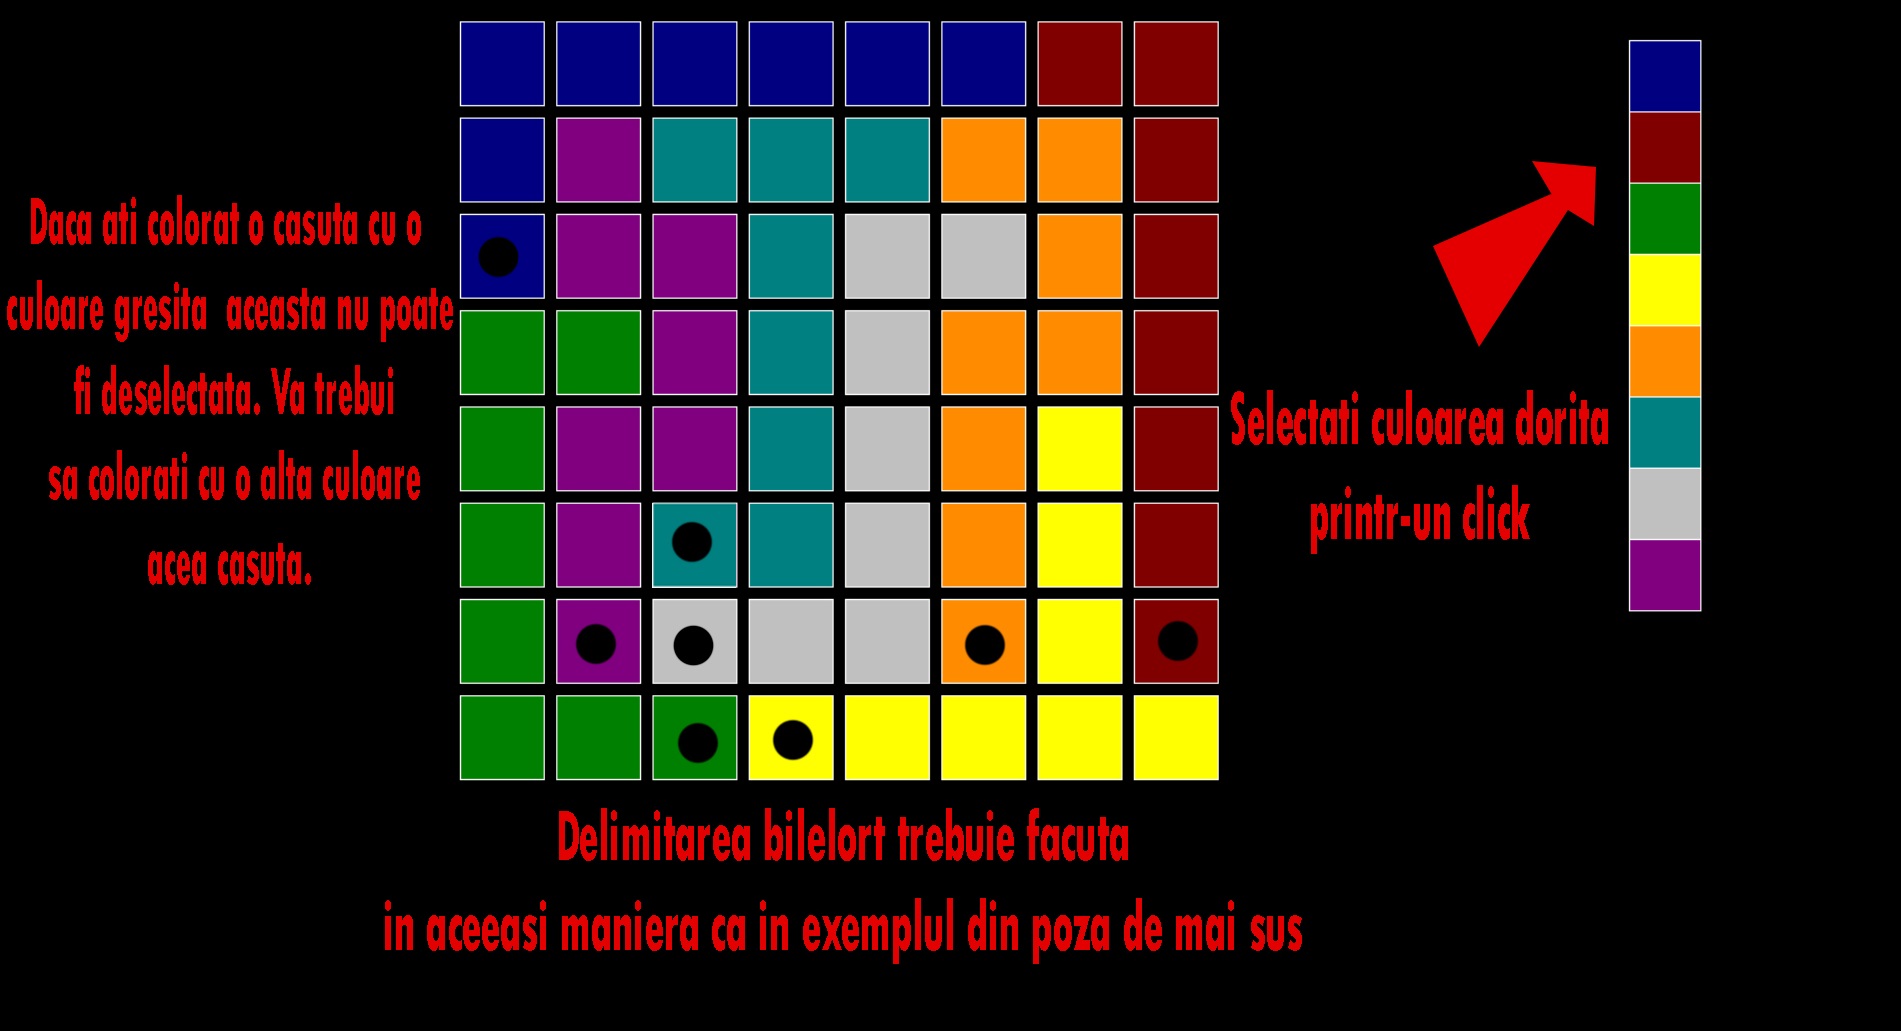 Daca ati colorat o casuta cu o
culoare gresita aceasta nu poate
fi deselectata. Va trebui
sa colorati cu o alta culoare
acea casuta.
Selectati culoarea dorita
printr-un click
Delimitarea bilelort trebuie facuta
in aceeasi maniera ca in exemplul din poza de mai sus